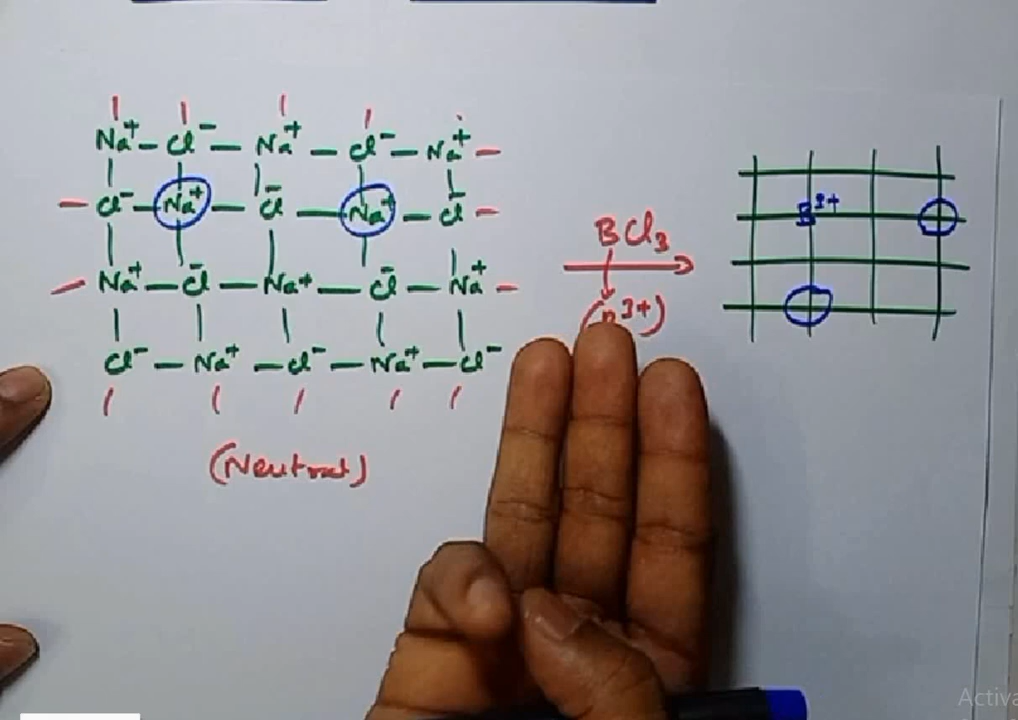 Na⁺ — Cl⁻ — Na⁺ — Cl⁻ — Na⁺ —
— Cl⁻ — Na⁺ — Cl⁻ — Na⁺ — Cl⁻ —
— Na⁺ — Cl⁻ — Na⁺ — Cl⁻ — Na⁺ —
Cl⁻ — Na⁺ — Cl⁻ — Na⁺ — Cl⁻
(Neutral)
BCl₃
B³⁺
Activa